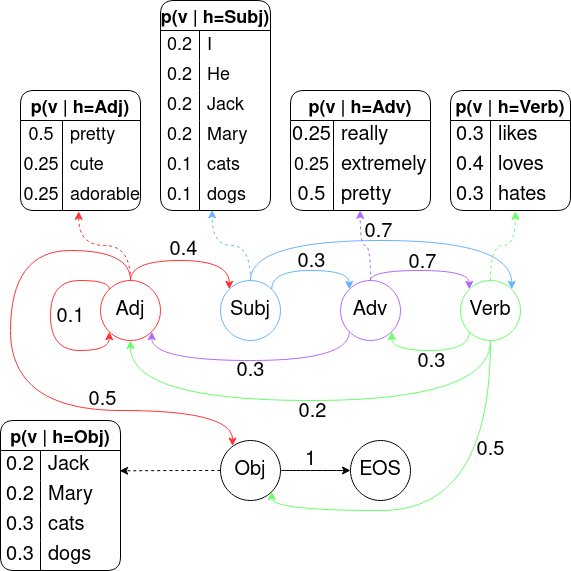 p(v | h=Subj)
0.2 I
0.2 He
0.2 Jack
0.2 Mary
0.1 cats
0.1 dogs
p(v | h=Adj)
0.5 pretty
0.25 cute
0.25 adorable
p(v | h=Adv)
0.25 really
0.25 extremely
0.5 pretty
p(v | h=Verb)
0.3 likes
0.4 loves
0.3 hates
0.7
0.4
0.3
0.7
0.1
Adj
Subj
Adv
Verb
0.3
0.3
0.2
0.5
0.5
p(v | h=Obj)
0.2 Jack
0.2 Mary
0.3 cats
0.3 dogs
Obj
1
EOS